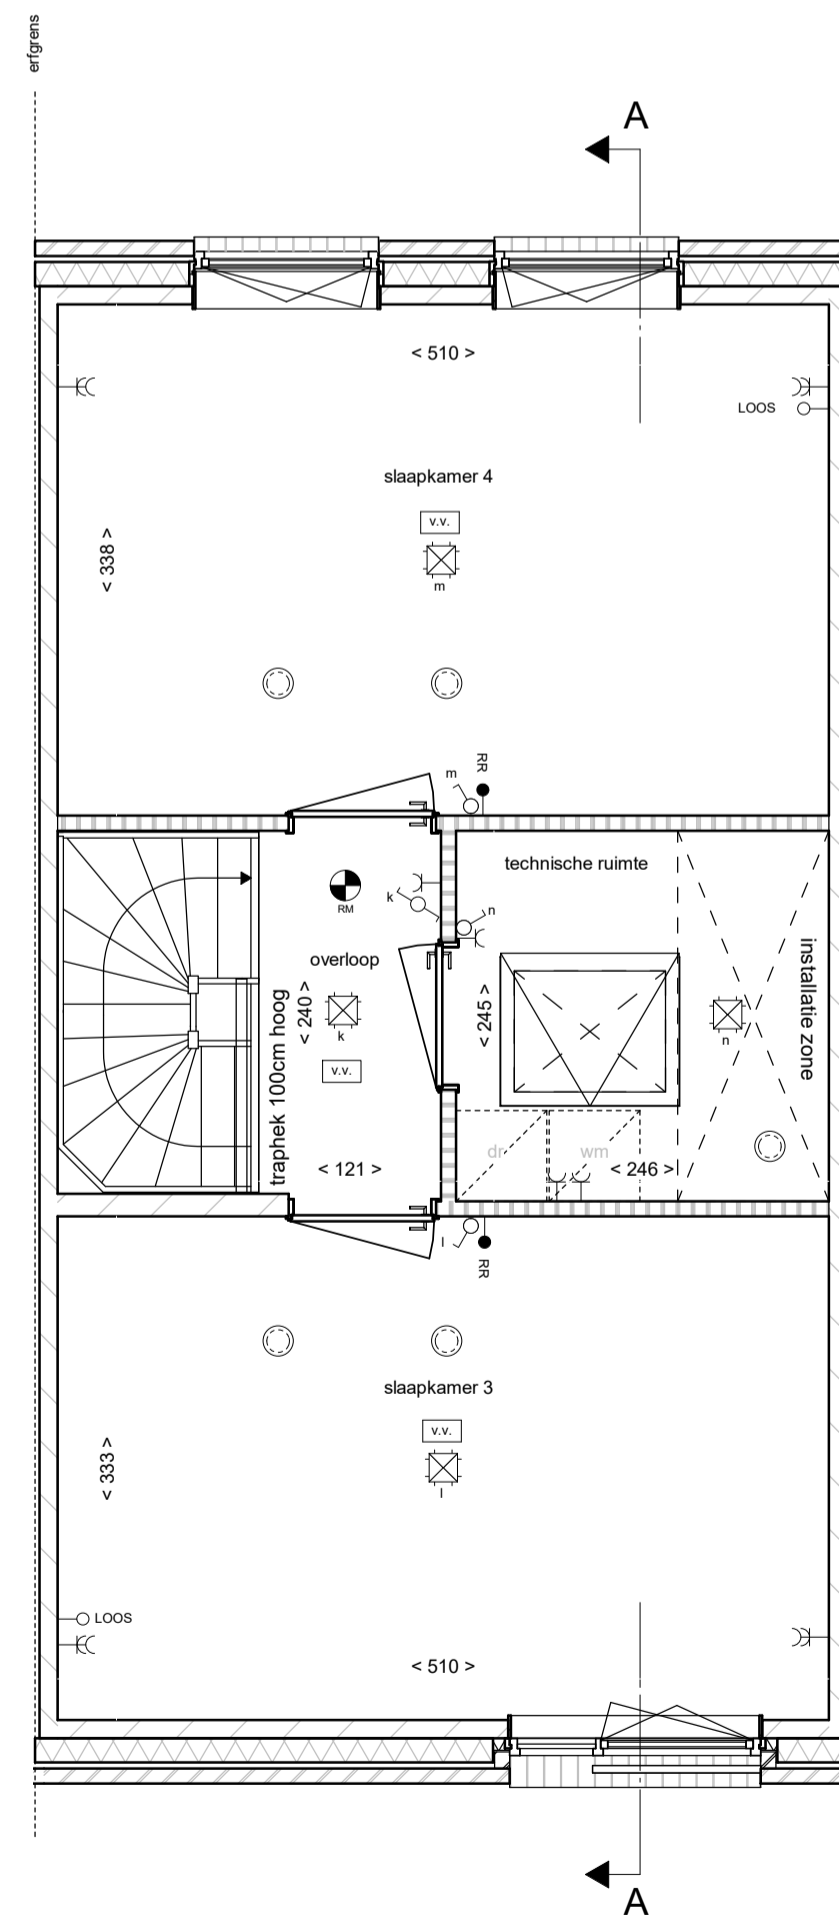 erfgrens
A
< 510 >
LOOS
slaapkamer 4
v.v.
< 338 >
m
m
RR
technische ruimte
k
n
RM
overloop
installatie zone
traphek 100cm hoog
< 240 >
< 245 >
k
n
v.v.
dr
wm
< 121 >
< 246 >
l
RR
slaapkamer 3
v.v.
< 333 >
l
LOOS
< 510 >
A